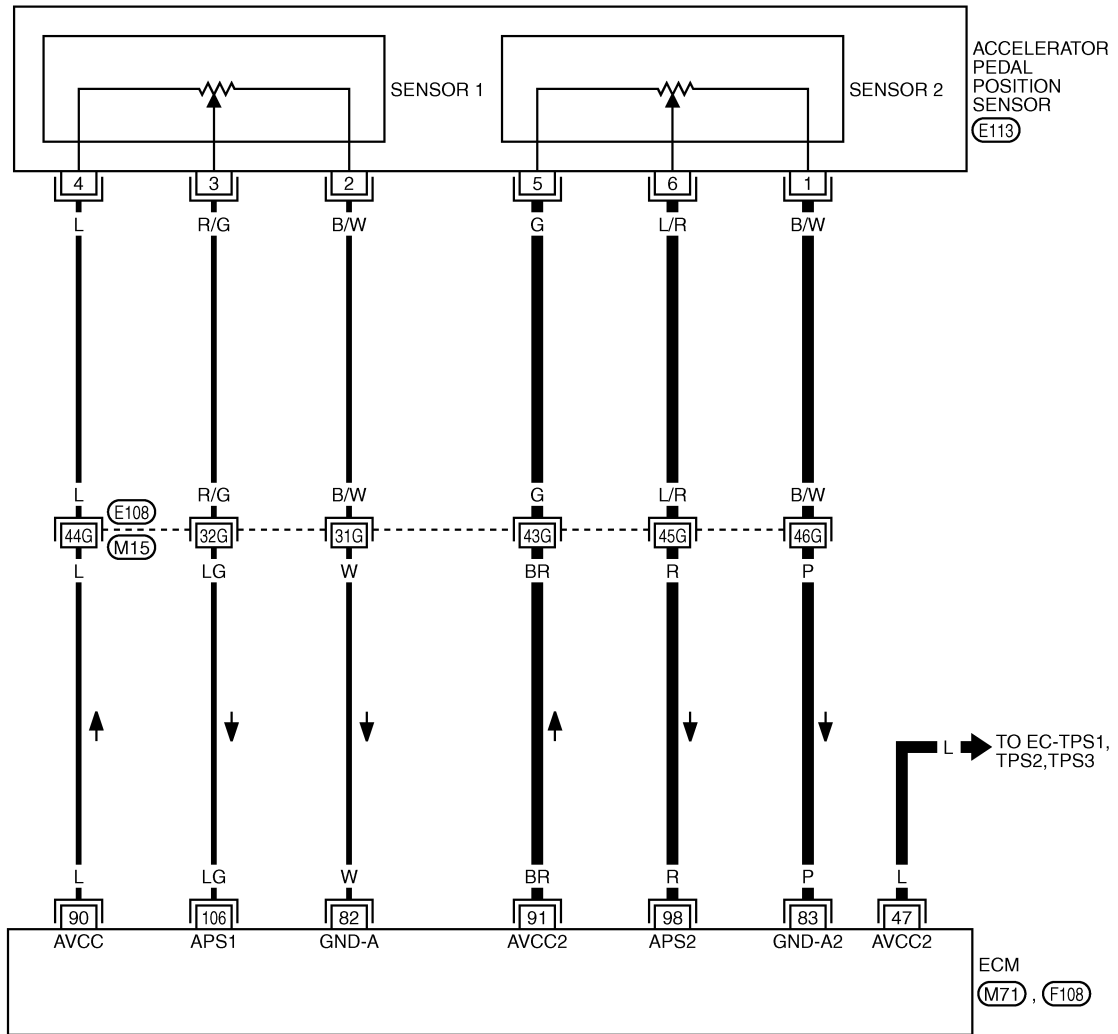 SENSOR 1
SENSOR 2
ACCELERATOR
PEDAL
POSITION
SENSOR
E113
4 3 2 5 6 1
L R/G B/W G L/R B/W
L R/G B/W G L/R B/W
E108
44G 32G 31G 43G 45G 46G
M15
L LG W BR R P
L TO EC-TPS1,
TPS2,TPS3
L LG W BR R P L
90 106 82 91 98 83 47
AVCC APS1 GND-A AVCC2 APS2 GND-A2 AVCC2
ECM
M71 , F108